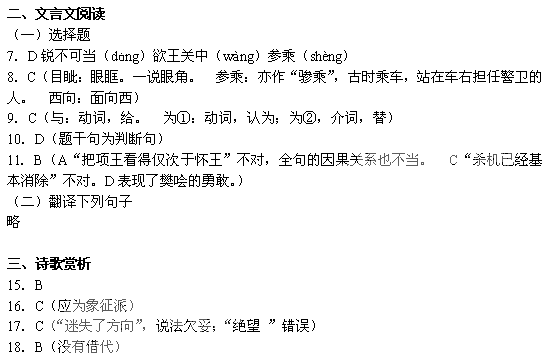 二、文言文阅读
（一）选择题
7．D 锐不可当（dāng）欲王关中（wàng）参乘（shèng）
8．C（目眦：眼眶。一说眼角。　参乘：亦作“骖乘”，古时乘车，站在车右担任警卫的
人。　西向：面向西）
9．C（与：动词，给。　为①：动词，认为；为②，介词，替）
10．D（题干句为判断句）
11．B（A“把项王看得仅次于怀王”不对，全句的因果关系也不当。　C“杀机已经基
本消除”不对。D 表现了樊哙的勇敢。）
（二）翻译下列句子
略
三、诗歌赏析
15．B
16．C（应为象征派）
17．C（“迷失了方向”，说法欠妥；“绝望 ”错误）
18．B（没有借代）